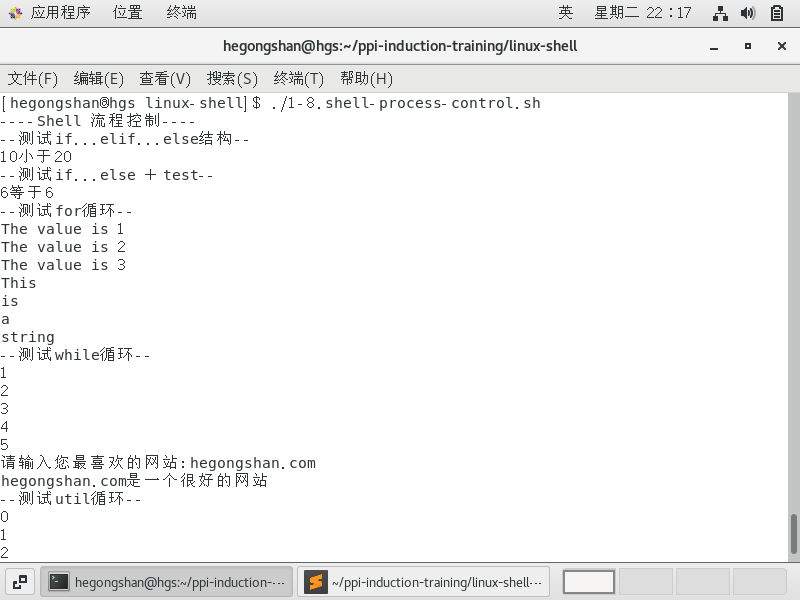 应用程序 位置 终端 英 星期二 22：17
hegongshan@hgs:~/ppi-induction-training/linux-shell
文件(F) 编辑(E) 查看(V) 搜索(S) 终端(T) 帮助(H)
[hegongshan@hgs linux-shell]$ ./1-8.shell-process-control.sh
----Shell 流程控制----
--测试if...elif...else结构--
10小于20
--测试if...else + test--
6等于6
--测试for循环--
The value is 1
The value is 2
The value is 3
This
is
a
string
--测试while循环--
1
2
3
4
5
请输入您最喜欢的网站:hegongshan.com
hegongshan.com是一个很好的网站
--测试util循环--
0
1
2
hegongshan@hgs:~/ppi-induction-··· ~/ppi-induction-training/linux-shell-···